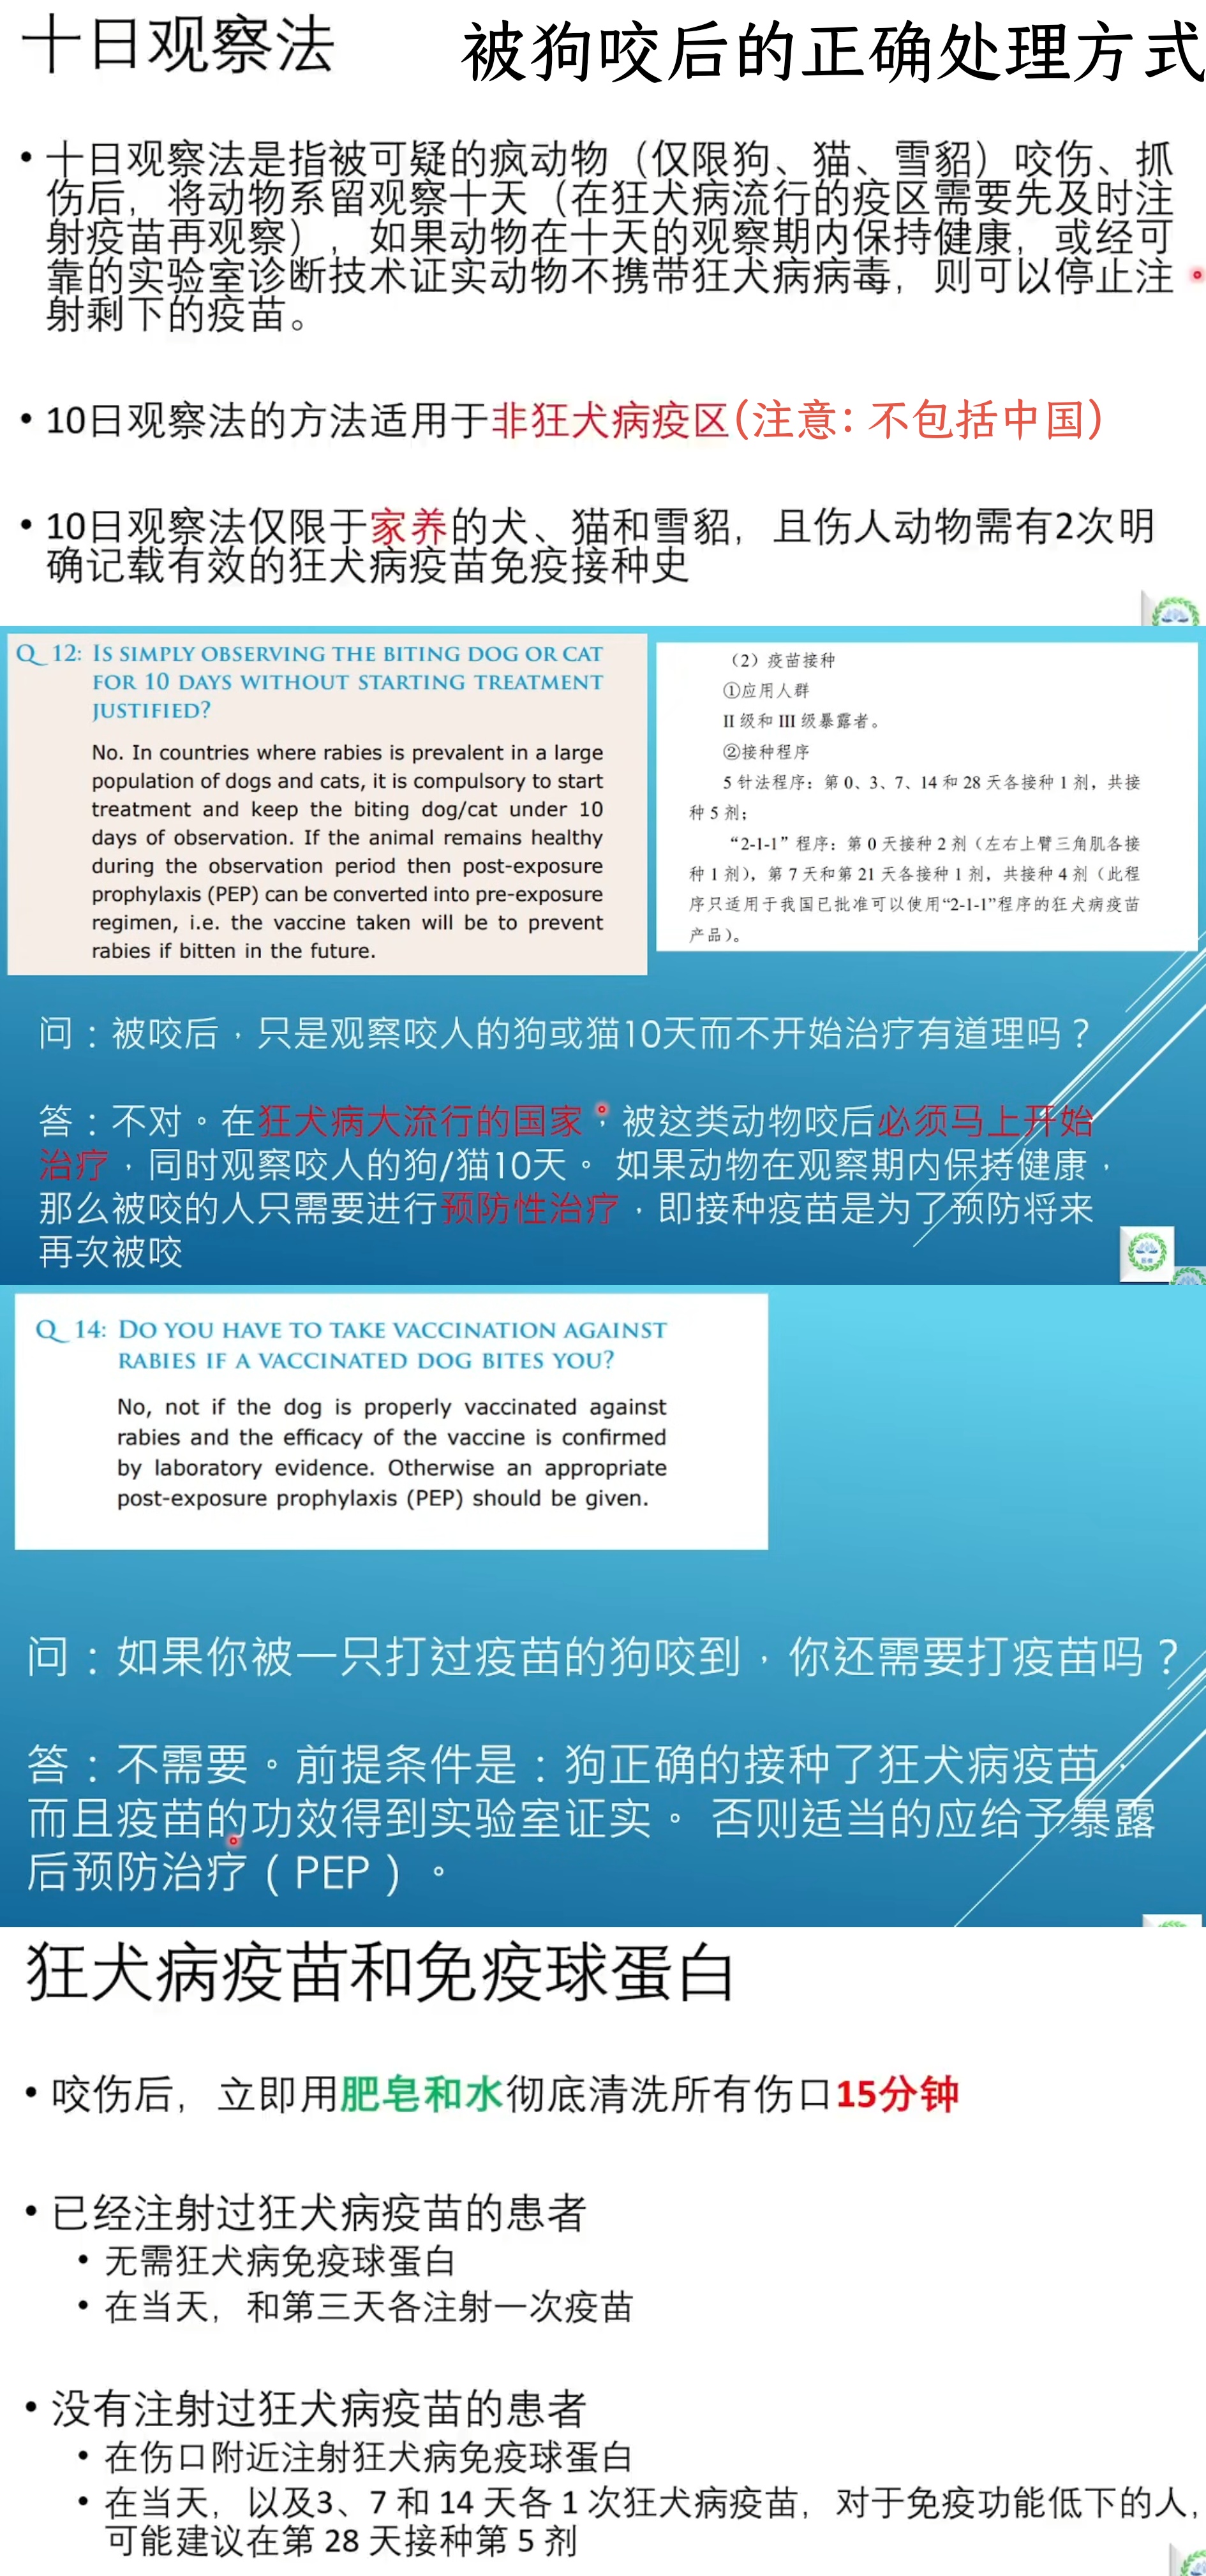 十日观察法
被狗咬后的正确处理方式
• 十日观察法是指被可疑的疯动物（仅限狗、猫、雪貂）咬伤、抓
伤后，将动物系留观察十天（在狂犬病流行的疫区需要先及时注
射疫苗再观察），如果动物在十天的观察期内保持健康，或经可
靠的实验室诊断技术证实动物不携带狂犬病病毒，则可以停止注
射剩下的疫苗。
• 10日观察法的方法适用于非狂犬病疫区(注意：不包括中国)
• 10日观察法仅限于家养的犬、猫和雪貂，且伤人动物需有2次明
确记载有效的狂犬病疫苗免疫接种史
Q 12: IS SIMPLY OBSERVING THE BITING DOG OR CAT
FOR 10 DAYS WITHOUT STARTING TREATMENT
JUSTIFIED?
No. In countries where rabies is prevalent in a large
population of dogs and cats, it is compulsory to start
treatment and keep the biting dog/cat under 10
days of observation. If the animal remains healthy
during the observation period then post-exposure
prophylaxis (PEP) can be converted into pre-exposure
regimen, i.e. the vaccine taken will be to prevent
rabies if bitten in the future.
（2）疫苗接种
①应用人群
II 级和 III 级暴露者。
②接种程序
5 针法程序：第 0、3、7、14 和 28 天各接种 1 剂，共接
种 5 剂；
“2-1-1”程序：第 0 天接种 2 剂（左右上臂三角肌各接
种 1 剂），第 7 天和第 21 天各接种 1 剂，共接种 4 剂（此程
序只适用于我国已批准可以使用“2-1-1”程序的狂犬病疫苗
产品）。
问：被咬后，只是观察咬人的狗或猫10天而不开始治疗有道理吗？
答：不对。在狂犬病大流行的国家，被这类动物咬后必须马上开始
治疗，同时观察咬人的狗/猫10天。 如果动物在观察期内保持健康，
那么被咬的人只需要进行预防性治疗，即接种疫苗是为了预防将来
再次被咬
Q 14: DO YOU HAVE TO TAKE VACCINATION AGAINST
RABIES IF A VACCINATED DOG BITES YOU?
No, not if the dog is properly vaccinated against
rabies and the efficacy of the vaccine is confirmed
by laboratory evidence. Otherwise an appropriate
post-exposure prophylaxis (PEP) should be given.
问：如果你被一只打过疫苗的狗咬到，你还需要打疫苗吗？
答：不需要。前提条件是：狗正确的接种了狂犬病疫苗，
而且疫苗的功效得到实验室证实。 否则适当的应给予暴露
后预防治疗（PEP）。
狂犬病疫苗和免疫球蛋白
• 咬伤后，立即用肥皂和水彻底清洗所有伤口15分钟
• 已经注射过狂犬病疫苗的患者
• 无需狂犬病免疫球蛋白
• 在当天，和第三天各注射一次疫苗
• 没有注射过狂犬病疫苗的患者
• 在伤口附近注射狂犬病免疫球蛋白
• 在当天，以及3、7 和 14 天各 1 次狂犬病疫苗，对于免疫功能低下的人，
可能建议在第 28 天接种第 5 剂